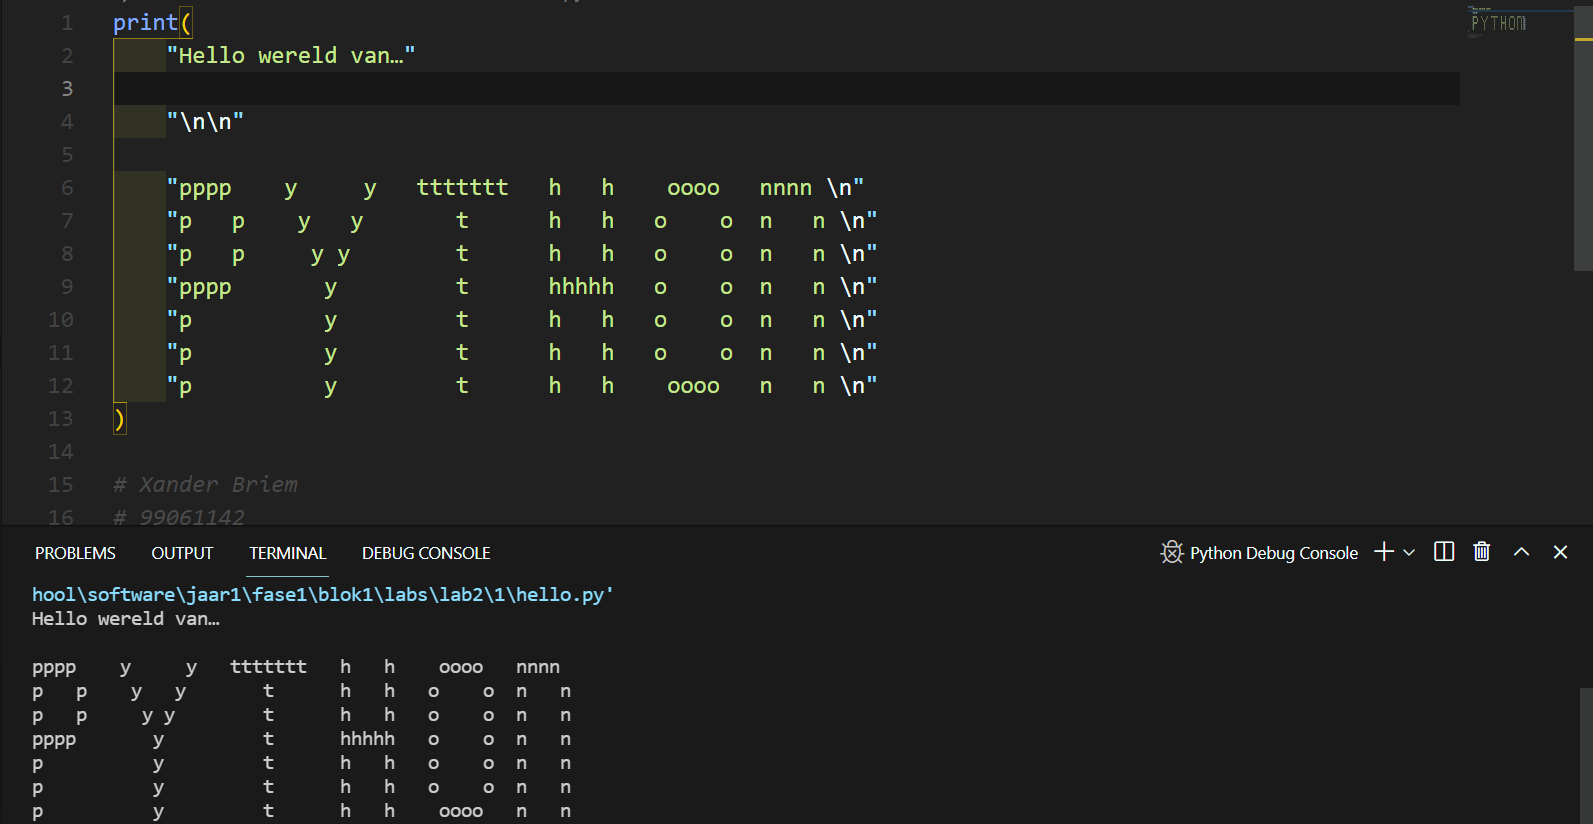 1 print(
2     "Hello wereld van…"
3
4     "\n\n"
5
6     "pppp    y     y   ttttttt   h   h    oooo   nnnn \n"
7     "p   p    y   y       t      h   h   o    o  n   n \n"
8     "p   p     y y        t      h   h   o    o  n   n \n"
9     "pppp       y         t      hhhhh   o    o  n   n \n"
10     "p          y         t      h   h   o    o  n   n \n"
11     "p          y         t      h   h   o    o  n   n \n"
12     "p          y         t      h   h    oooo   n   n \n"
13 )
14
15 # Xander Briem
16 # 99061142
PROBLEMS OUTPUT TERMINAL DEBUG CONSOLE Python Debug Console
hool\software\jaar1\fase1\blok1\labs\lab2\1\hello.py'
Hello wereld van…
pppp    y     y   ttttttt   h   h    oooo   nnnn
p   p    y   y       t      h   h   o    o  n   n
p   p     y y        t      h   h   o    o  n   n
pppp       y         t      hhhhh   o    o  n   n
p          y         t      h   h   o    o  n   n
p          y         t      h   h   o    o  n   n
p          y         t      h   h    oooo   n   n